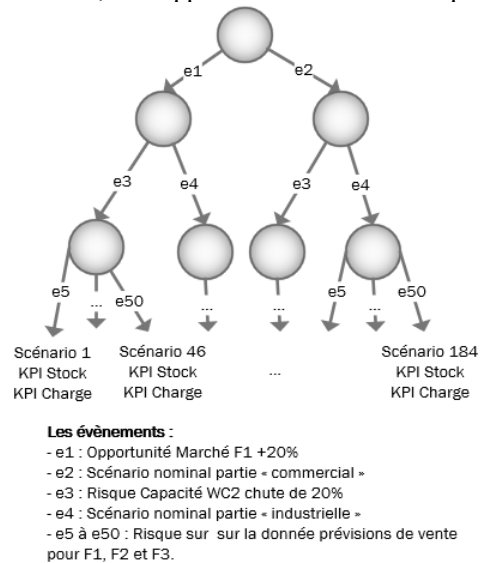 e1
e2
e3
e4
e3
e4
e5
...
e50
...
...
e5
...
e50
Scénario 1
KPI Stock
KPI Charge
Scénario 46
KPI Stock
KPI Charge
...
Scénario 184
KPI Stock
KPI Charge
Les évènements :
- e1 : Opportunité Marché F1 +20%
- e2 : Scénario nominal partie « commercial »
- e3 : Risque Capacité WC2 chute de 20%
- e4 : Scénario nominal partie « industrielle »
- e5 à e50 : Risque sur sur la donnée prévisions de vente
pour F1, F2 et F3.